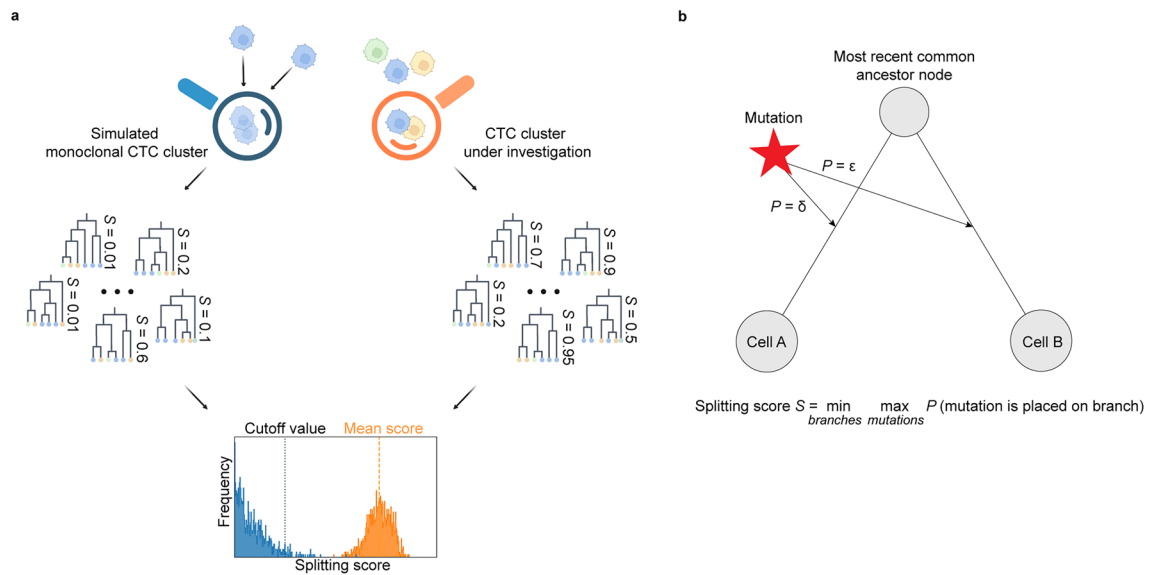 a
Simulated
monoclonal CTC cluster
CTC cluster
under investigation
S = 0.01
S = 0.2
S = 0.01
S = 0.6
S = 0.1
S = 0.7
S = 0.9
S = 0.2
S = 0.95
S = 0.5
Cutoff value
Mean score
Frequency
Splitting score
b
Most recent common
ancestor node
Mutation
P = ε
P = δ
Cell A
Cell B
Splitting score S = min max P (mutation is placed on branch)
branches mutations